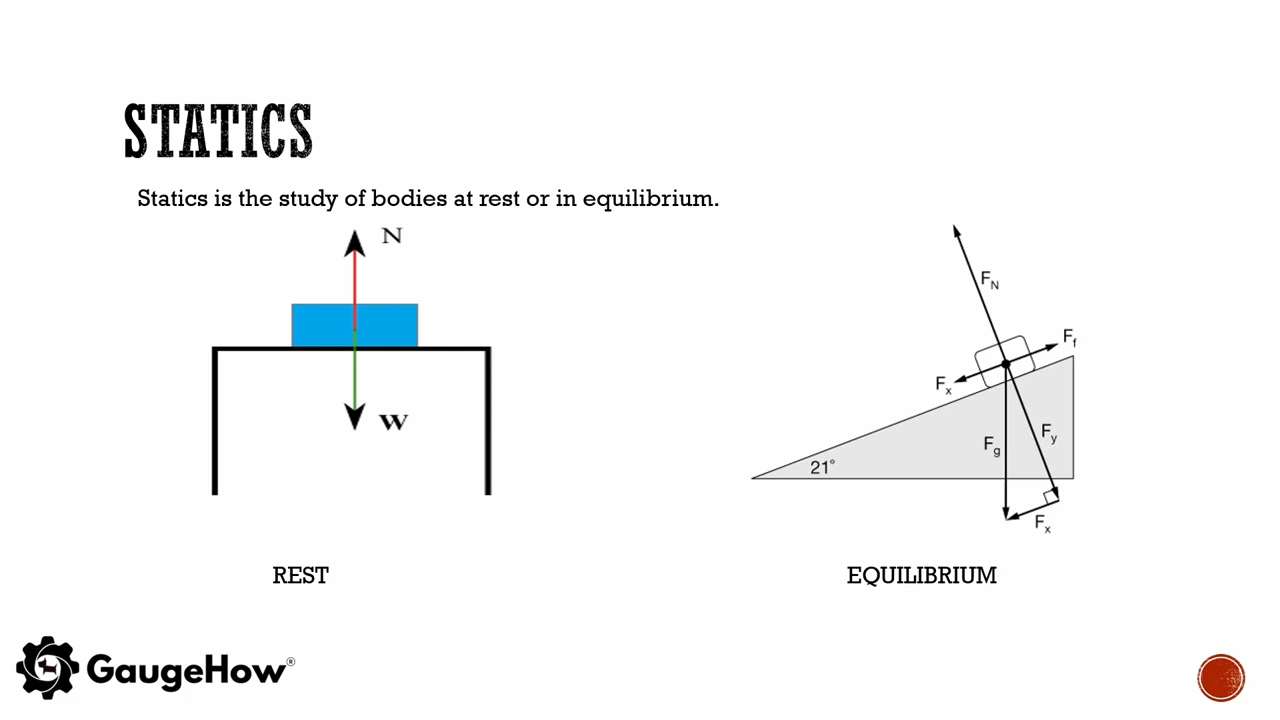 STATICS
Statics is the study of bodies at rest or in equilibrium.
N
W
F_N
F_f
F_x
F_g
F_y
21°
F_x
REST
EQUILIBRIUM
GaugeHow®